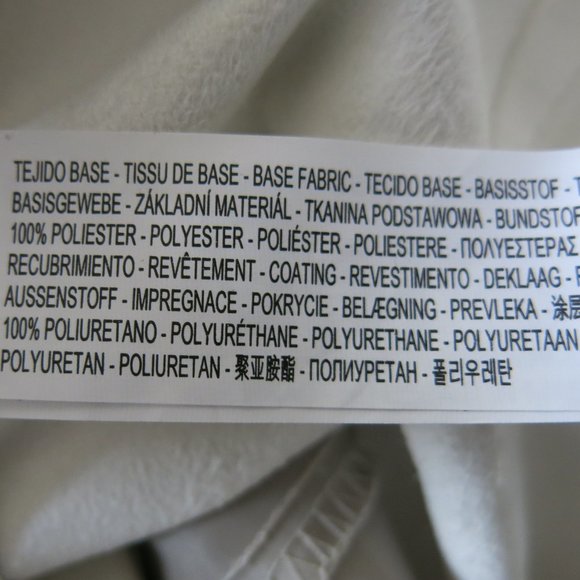 TEJIDO BASE - TISSU DE BASE - BASE FABRIC - TECIDO BASE - BASISSTOF -
BASISGEWEBE - ZÁKLADNÍ MATERIÁL - TKANINA PODSTAWOWA - BUNDSTOF
100% POLIESTER - POLYESTER - POLIÉSTER - POLIESTERE - ΠΟΛΥΕΣΤΕΡΑΣ
RECUBRIMIENTO - REVÊTEMENT - COATING - REVESTIMENTO - DEKLAAG -
AUSSENSTOFF - IMPREGNACE - POKRYCIE - BELÆGNING - PREVLEKA - 涂层
100% POLIURETANO - POLYURÉTHANE - POLYURETHANE - POLYURETAAN
POLYURETAN - POLIURETAN - 聚亚胺酯 - ПОЛИУРЕТАН - 폴리우레탄